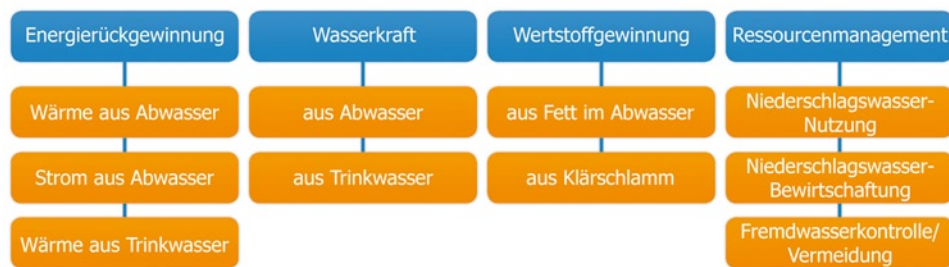 Energierückgewinnung
Wärme aus Abwasser
Strom aus Abwasser
Wärme aus Trinkwasser
Wasserkraft
aus Abwasser
aus Trinkwasser
Wertstoffgewinnung
aus Fett im Abwasser
aus Klärschlamm
Ressourcenmanagement
Niederschlagswasser-
Nutzung
Niederschlagswasser-
Bewirtschaftung
Fremdwasserkontrolle/
Vermeidung